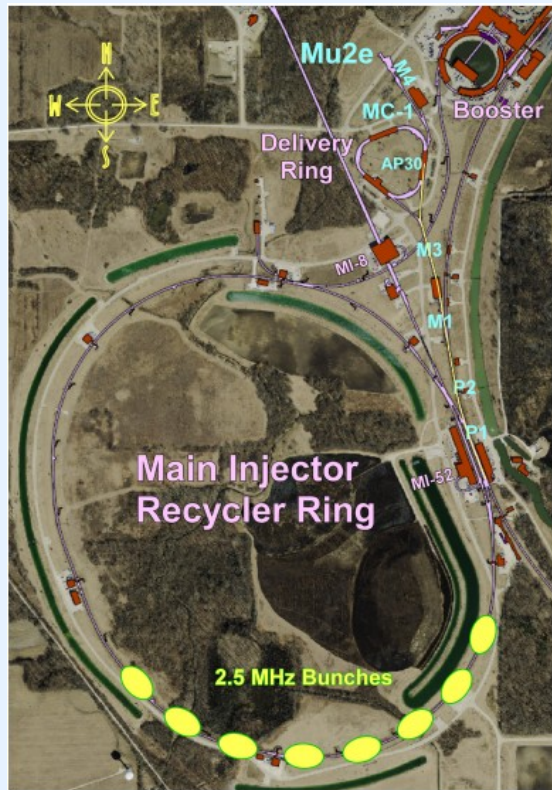 N
W
E
S
Mu2e
M4
MC-1
Booster
Delivery
Ring
AP30
MI-8
M3
M1
P2
P1
MI-52
Main Injector
Recycler Ring
2.5 MHz Bunches